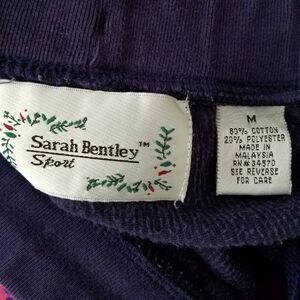 Sarah Bentley™
Sport
M
80% COTTON
20% POLYESTER
MADE IN
MALAYSIA
RN#34570
SEE REVERSE
FOR CARE